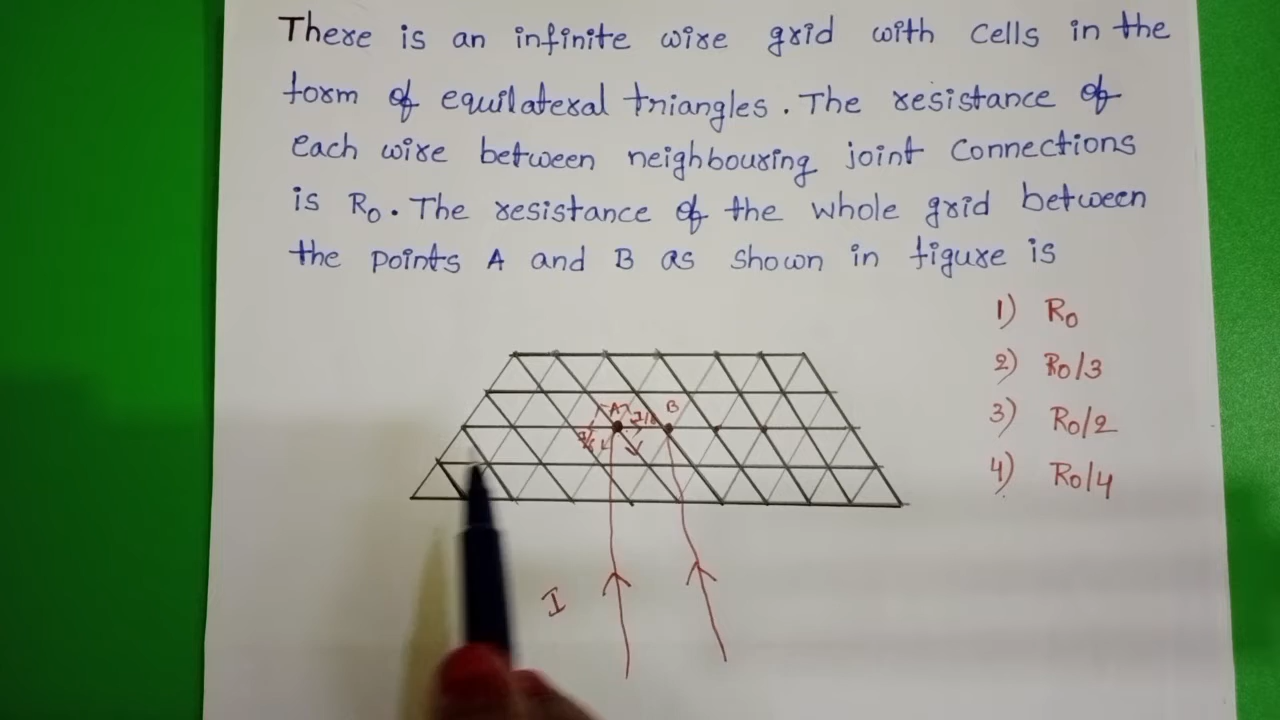 There is an infinite wire grid with cells in the
form of equilateral triangles. The resistance of
each wire between neighbouring joint connections
is R₀. The resistance of the whole grid between
the points A and B as shown in figure is
1) R₀
2) R₀/3
3) R₀/2
4) R₀/4
A
B
I